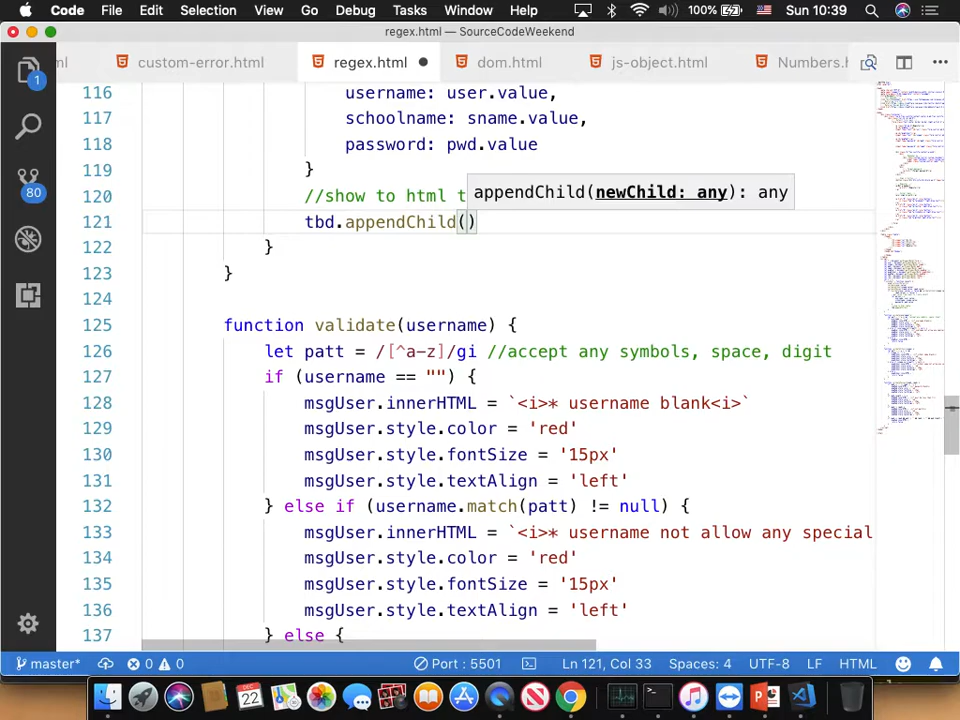 Code File Edit Selection View Go Debug Tasks Window Help 100% Sun 10:39
regex.html — SourceCodeWeekend
ml custom-error.html regex.html dom.html js-object.html Numbers.h
116 username: user.value,
117 schoolname: sname.value,
118 password: pwd.value
119 }
appendChild(newChild: any): any
120 //show to html t
121 tbd.appendChild()
122 }
123 }
124
125 function validate(username) {
126 let patt = /[^a-z]/gi //accept any symbols, space, digit
127 if (username == "") {
128 msgUser.innerHTML = `<i>* username blank<i>`
129 msgUser.style.color = 'red'
130 msgUser.style.fontSize = '15px'
131 msgUser.style.textAlign = 'left'
132 } else if (username.match(patt) != null) {
133 msgUser.innerHTML = `<i>* username not allow any special
134 msgUser.style.color = 'red'
135 msgUser.style.fontSize = '15px'
136 msgUser.style.textAlign = 'left'
137 } else {
1
80
master* 0 0 Port : 5501 Ln 121, Col 33 Spaces: 4 UTF-8 LF HTML
DEC
22